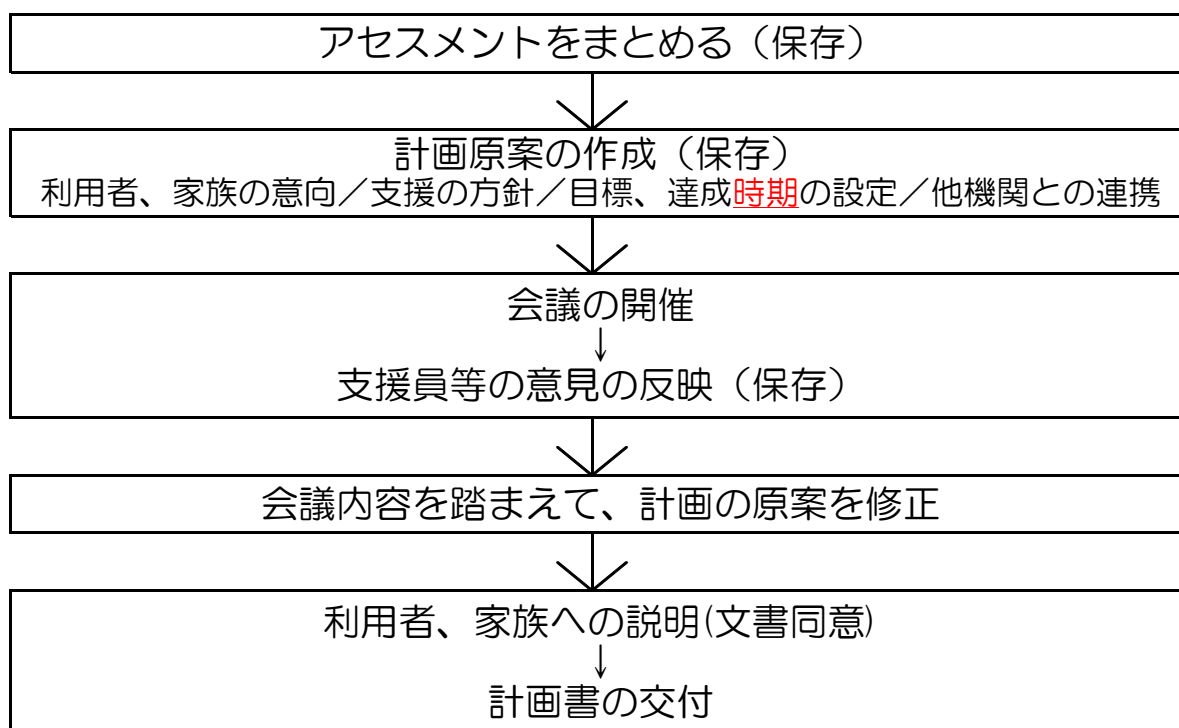 アセスメントをまとめる（保存）
計画原案の作成（保存）
利用者、家族の意向／支援の方針／目標、達成時期の設定／他機関との連携
会議の開催
↓
支援員等の意見の反映（保存）
会議内容を踏まえて、計画の原案を修正
利用者、家族への説明(文書同意)
↓
計画書の交付